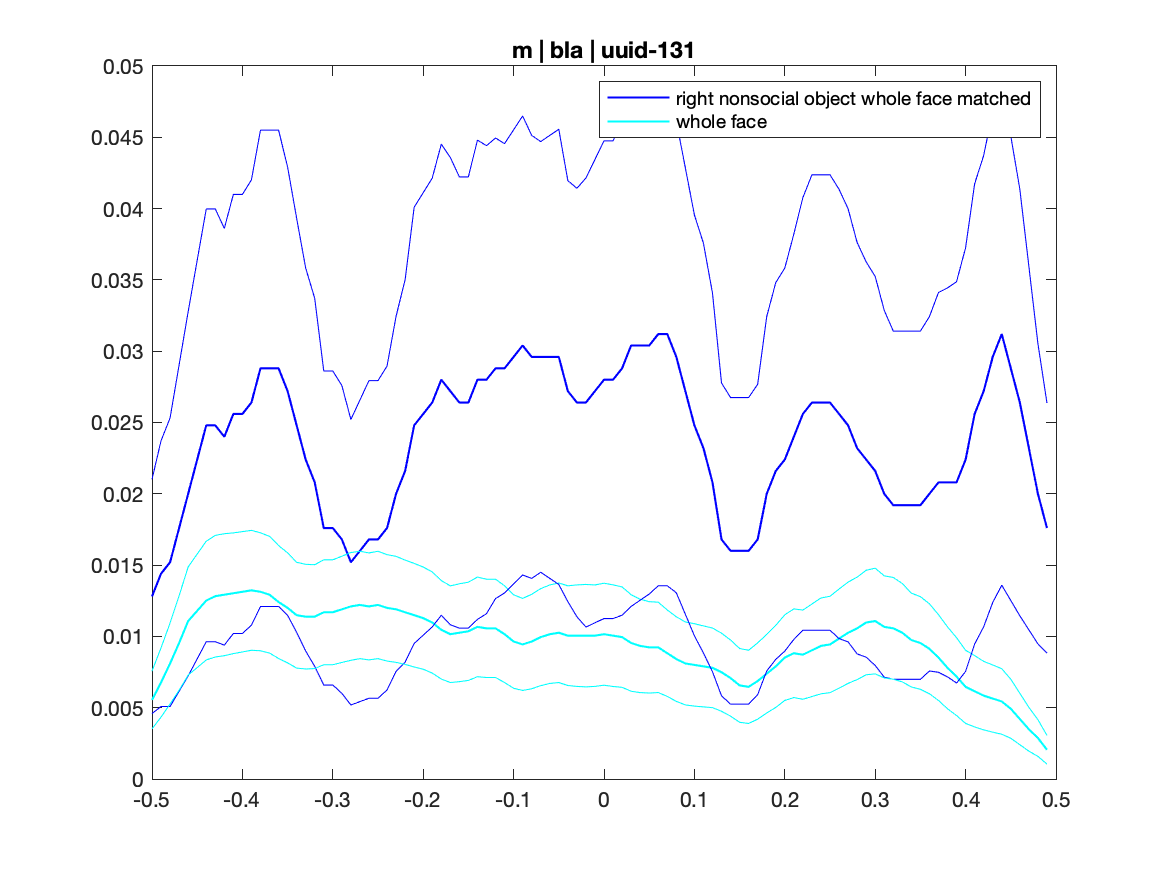 m | bla | uuid-131
0.05
right nonsocial object whole face matched
whole face
0.045
0.04
0.035
0.03
0.025
0.02
0.015
0.01
0.005
0
-0.5 -0.4 -0.3 -0.2 -0.1 0 0.1 0.2 0.3 0.4 0.5